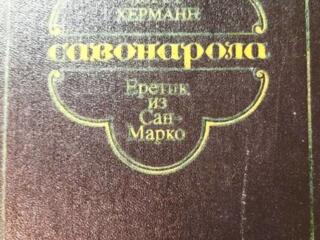 ХЕРМАНН
савонарола
Еретик
из
Сан-
Марко